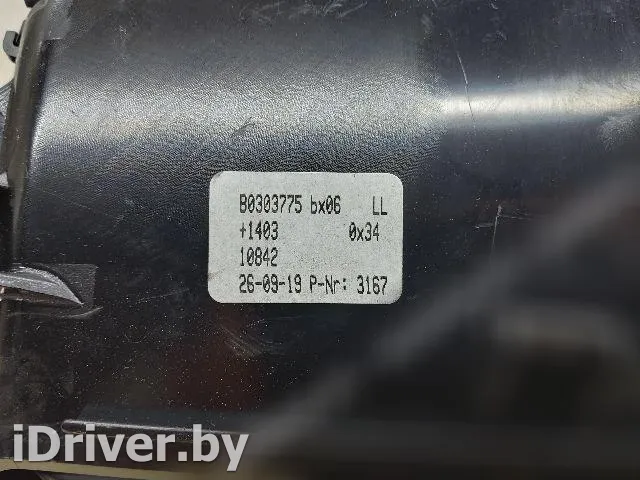 B0303775 bx06 LL
+1403 0x34
10842
26-09-19 P-Nr: 3167
iDriver.by